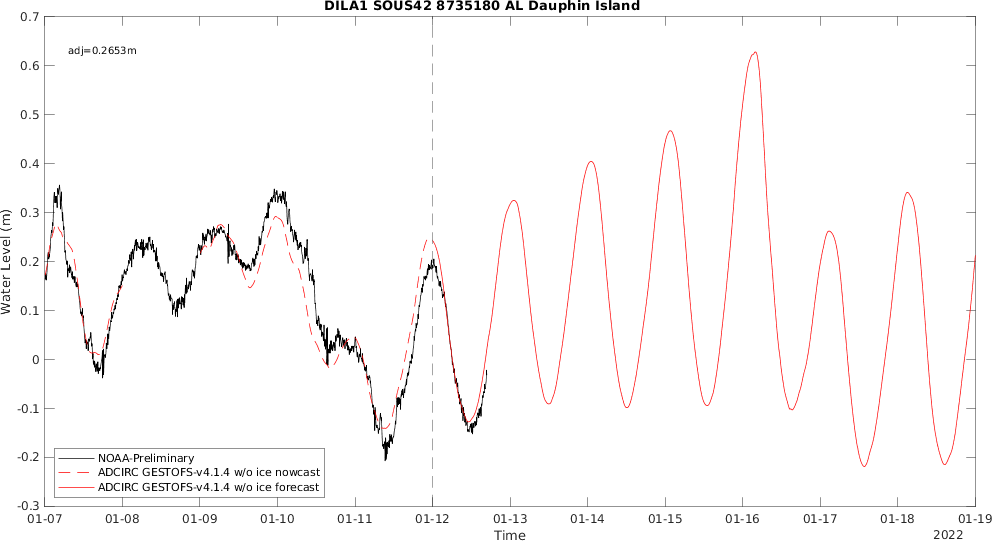 DILA1 SOUS42 8735180 AL Dauphin Island
adj=0.2653m
0.7
0.6
0.5
0.4
0.3
0.2
0.1
0
-0.1
-0.2
-0.3
Water Level (m)
NOAA-Preliminary
ADCIRC GESTOFS-v4.1.4 w/o ice nowcast
ADCIRC GESTOFS-v4.1.4 w/o ice forecast
01-07 01-08 01-09 01-10 01-11 01-12 01-13 01-14 01-15 01-16 01-17 01-18 01-19
Time
2022